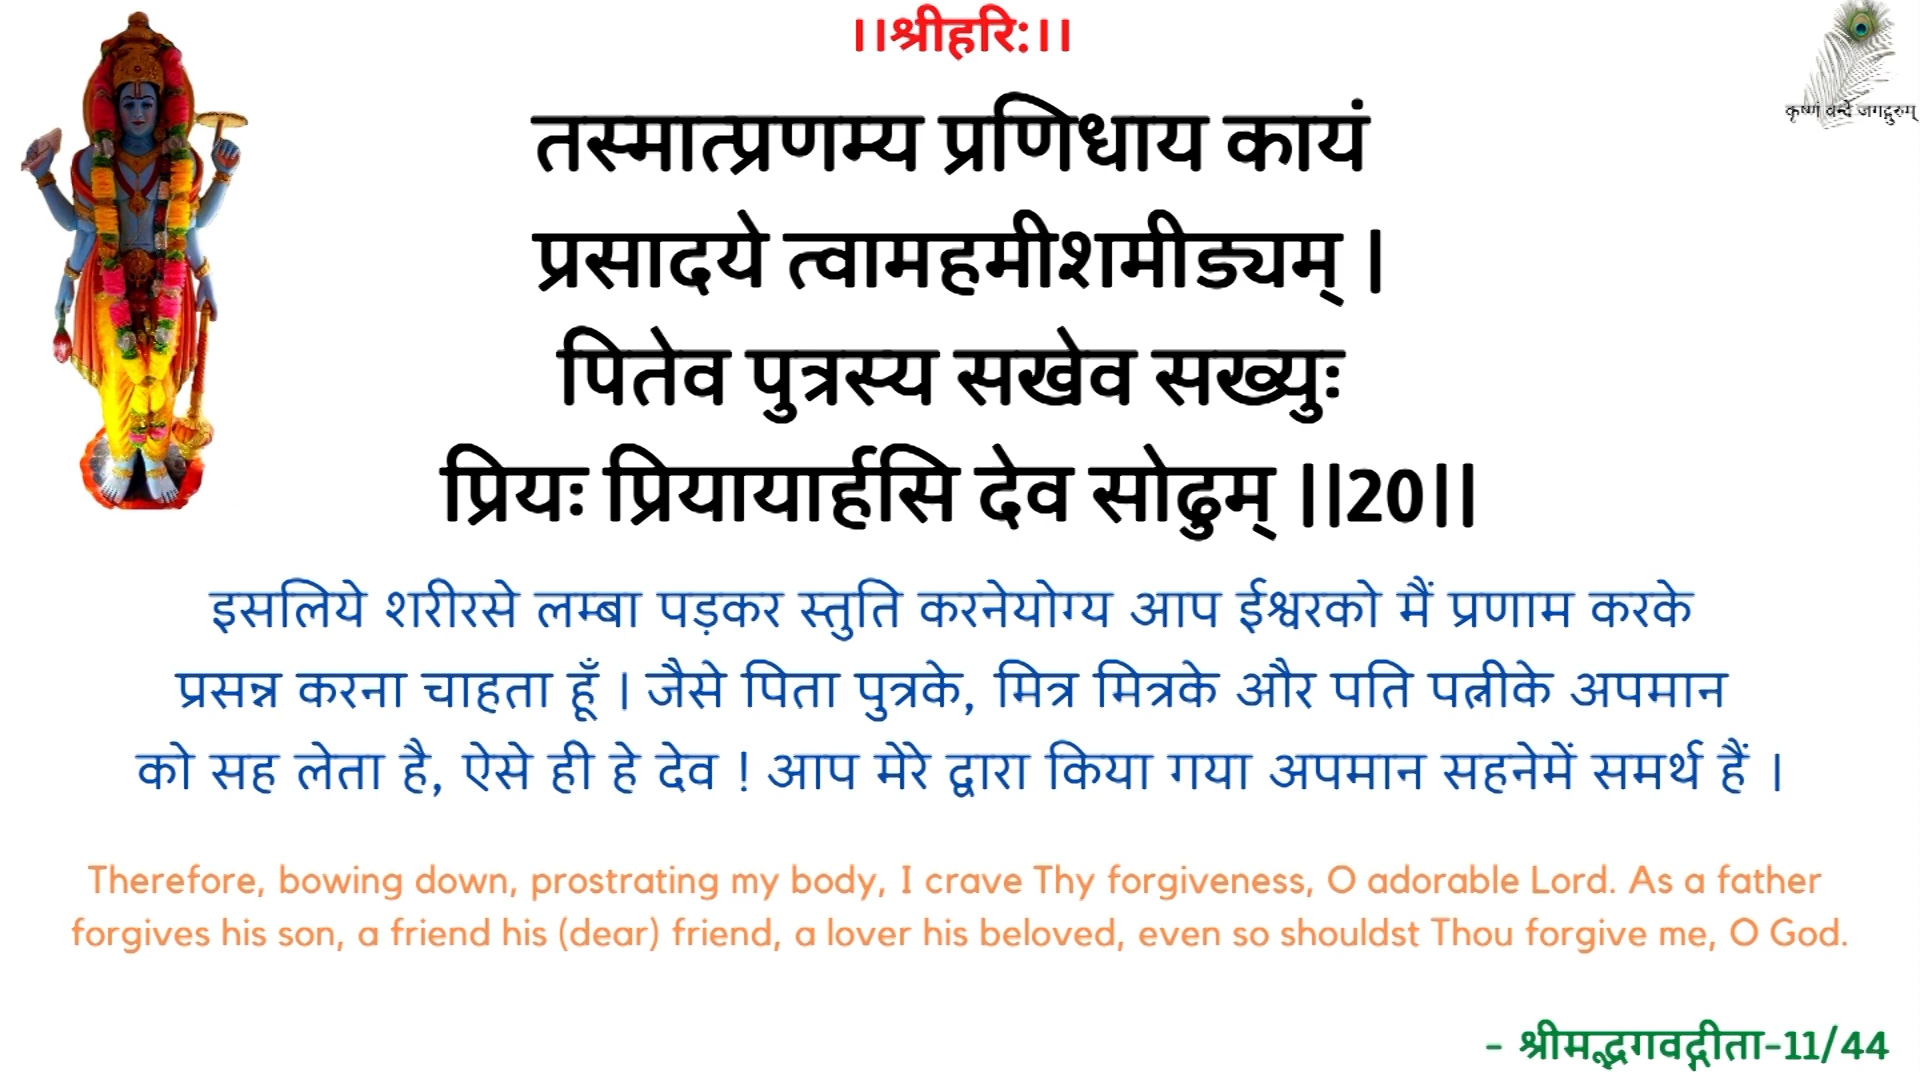 ।।श्रीहरि:।।
कृष्णं वन्दे जगद्गुरुम्
तस्मात्प्रणम्य प्रणिधाय कायं
प्रसादये त्वामहमीशमीड्यम् |
पितेव पुत्रस्य सखेव सख्युः
प्रियः प्रियायार्हसि देव सोढुम् ||20||
इसलिये शरीरसे लम्बा पड़कर स्तुति करनेयोग्य आप ईश्वरको मैं प्रणाम करके
प्रसन्न करना चाहता हूँ । जैसे पिता पुत्रके, मित्र मित्रके और पति पत्नीके अपमान
को सह लेता है, ऐसे ही हे देव ! आप मेरे द्वारा किया गया अपमान सहनेमें समर्थ हैं ।
Therefore, bowing down, prostrating my body, I crave Thy forgiveness, O adorable Lord. As a father
forgives his son, a friend his (dear) friend, a lover his beloved, even so shouldst Thou forgive me, O God.
- श्रीमद्भगवद्गीता-11/44